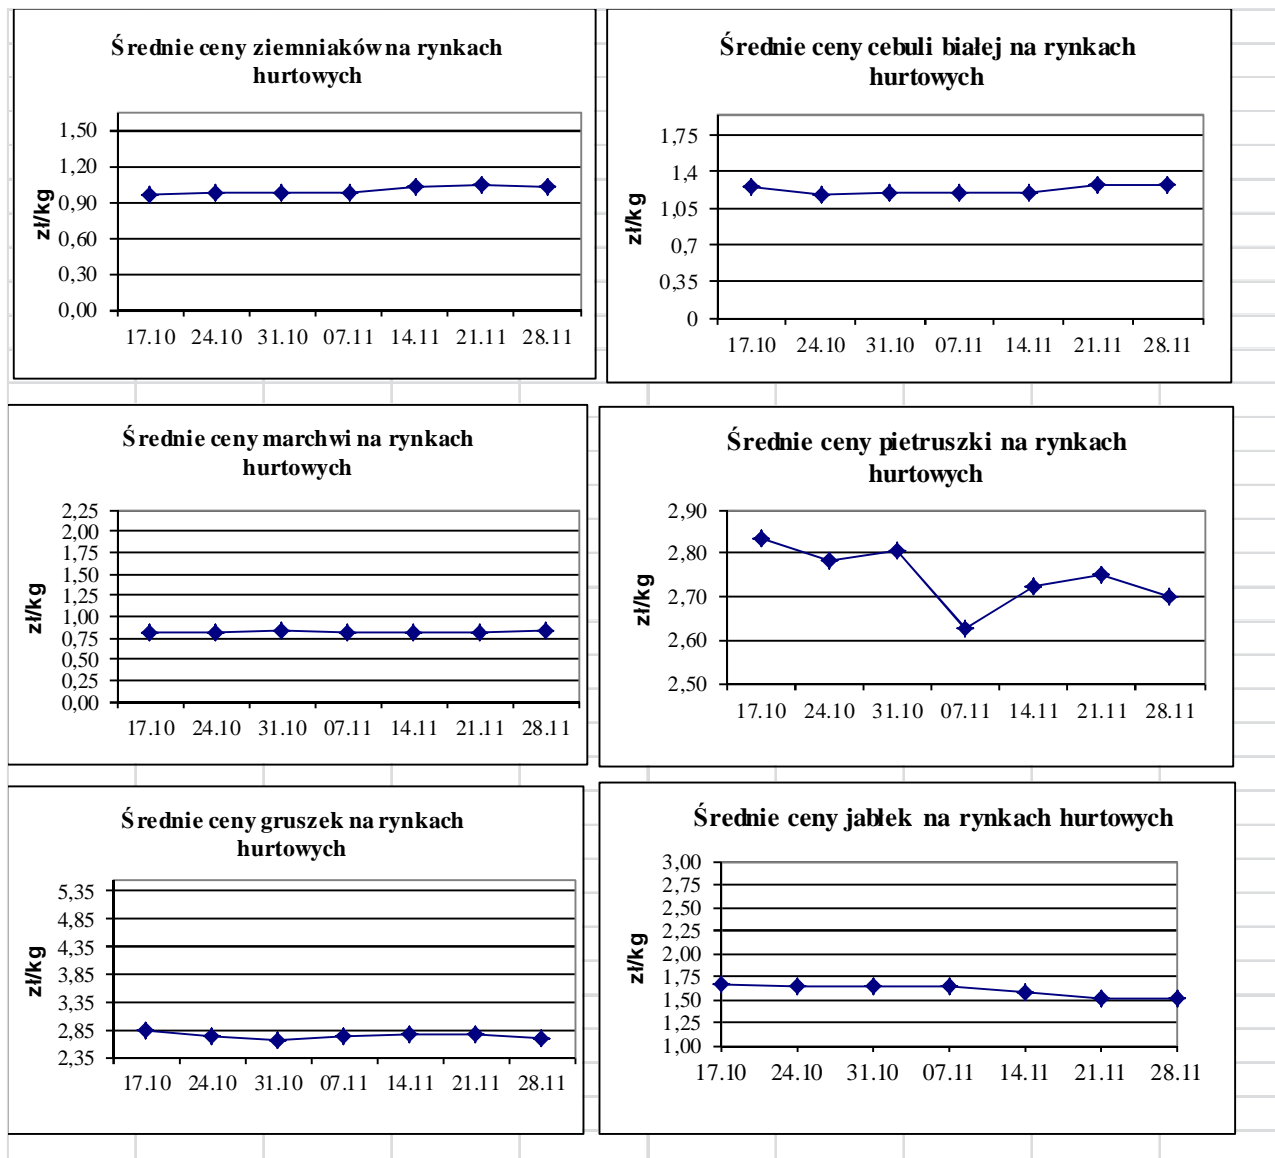 Średnie ceny ziemniaków na rynkach
hurtowych
zł/kg
1,50
1,20
0,90
0,60
0,30
0,00
17.10 24.10 31.10 07.11 14.11 21.11 28.11
Średnie ceny cebuli białej na rynkach
hurtowych
zł/kg
1,75
1,4
1,05
0,7
0,35
0
17.10 24.10 31.10 07.11 14.11 21.11 28.11
Średnie ceny marchwi na rynkach
hurtowych
zł/kg
2,25
2,00
1,75
1,50
1,25
1,00
0,75
0,50
0,25
0,00
17.10 24.10 31.10 07.11 14.11 21.11 28.11
Średnie ceny pietruszki na rynkach
hurtowych
zł/kg
2,90
2,80
2,70
2,60
2,50
17.10 24.10 31.10 07.11 14.11 21.11 28.11
Średnie ceny gruszek na rynkach
hurtowych
zł/kg
5,35
4,85
4,35
3,85
3,35
2,85
2,35
17.10 24.10 31.10 07.11 14.11 21.11 28.11
Średnie ceny jabłek na rynkach hurtowych
zł/kg
3,00
2,75
2,50
2,25
2,00
1,75
1,50
1,25
1,00
17.10 24.10 31.10 07.11 14.11 21.11 28.11